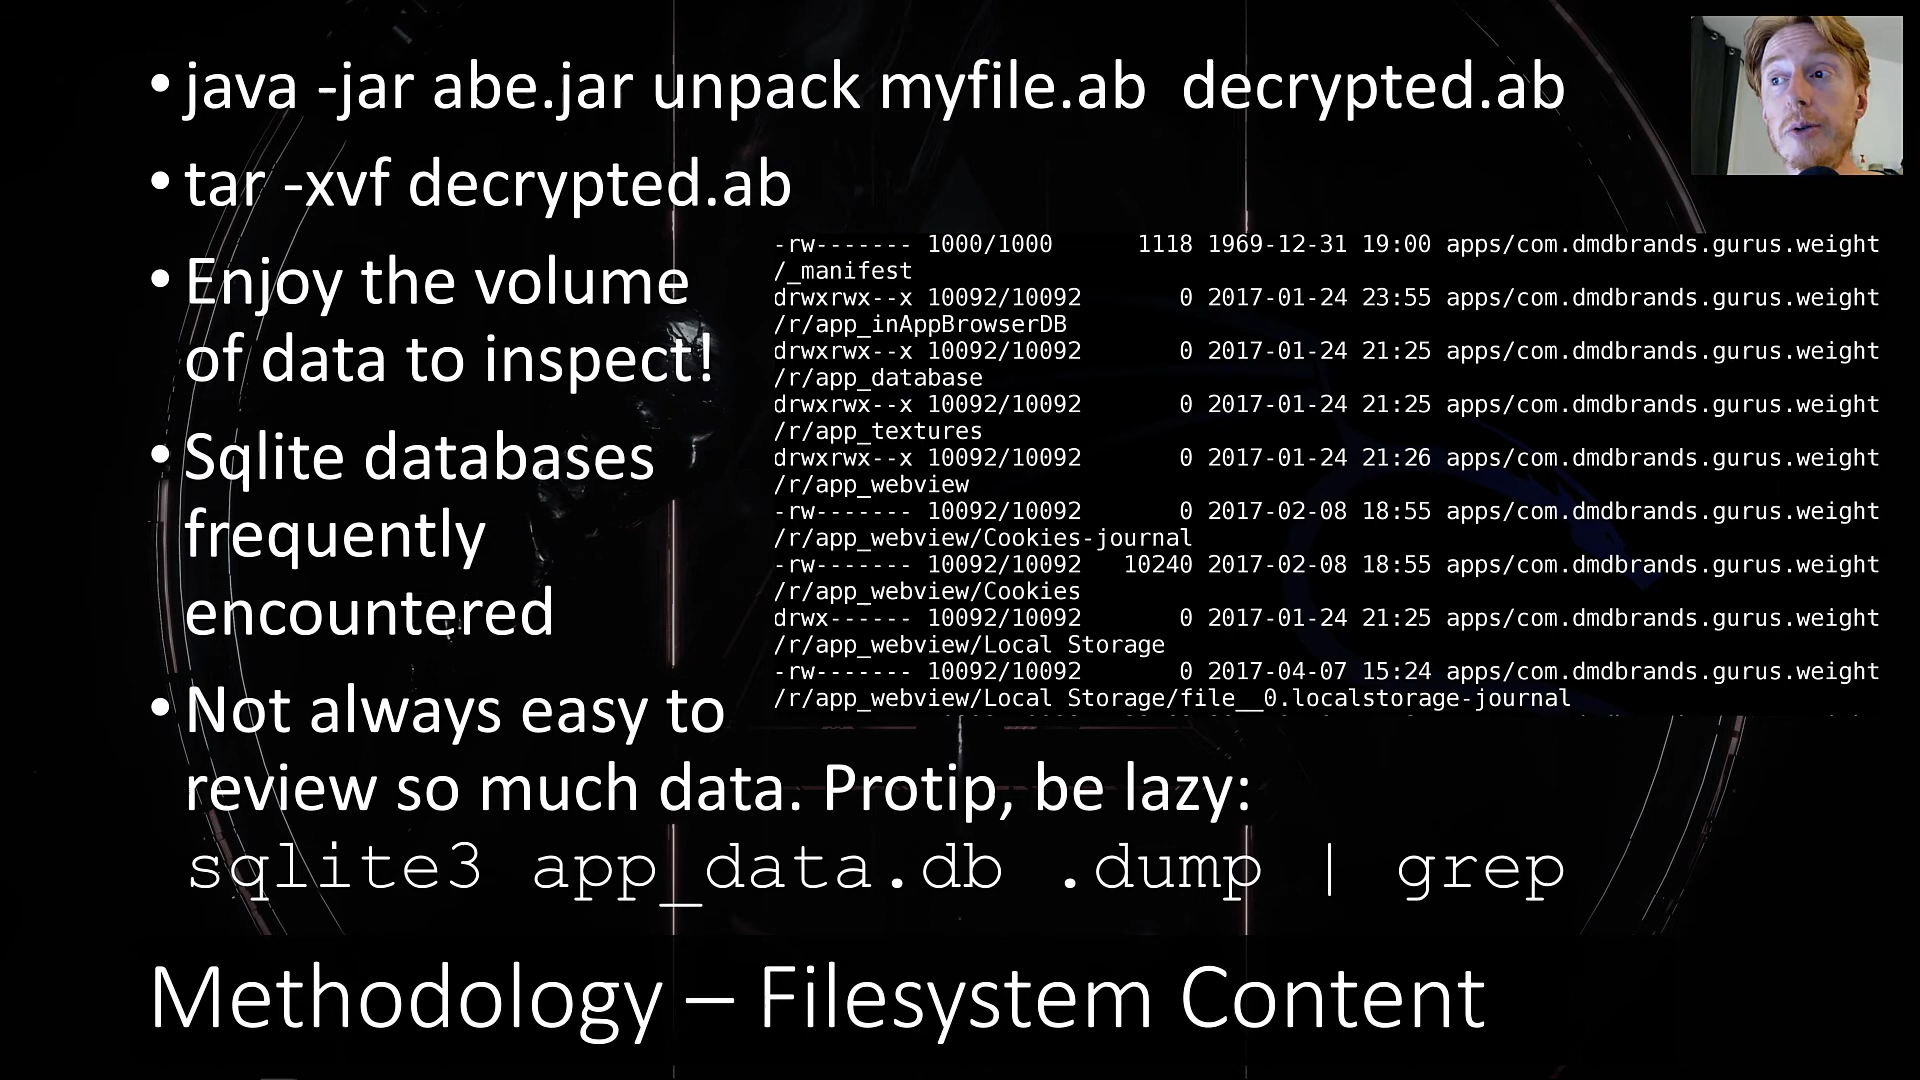 • java -jar abe.jar unpack myfile.ab  decrypted.ab
• tar -xvf decrypted.ab
• Enjoy the volume
of data to inspect!
• Sqlite databases
frequently
encountered
• Not always easy to
review so much data. Protip, be lazy:
sqlite3 app_data.db .dump | grep
-rw------- 1000/1000      1118 1969-12-31 19:00 apps/com.dmdbrands.gurus.weight
/_manifest
drwxrwx--x 10092/10092       0 2017-01-24 23:55 apps/com.dmdbrands.gurus.weight
/r/app_inAppBrowserDB
drwxrwx--x 10092/10092       0 2017-01-24 21:25 apps/com.dmdbrands.gurus.weight
/r/app_database
drwxrwx--x 10092/10092       0 2017-01-24 21:25 apps/com.dmdbrands.gurus.weight
/r/app_textures
drwxrwx--x 10092/10092       0 2017-01-24 21:26 apps/com.dmdbrands.gurus.weight
/r/app_webview
-rw------- 10092/10092       0 2017-02-08 18:55 apps/com.dmdbrands.gurus.weight
/r/app_webview/Cookies-journal
-rw------- 10092/10092   10240 2017-02-08 18:55 apps/com.dmdbrands.gurus.weight
/r/app_webview/Cookies
drwx------ 10092/10092       0 2017-01-24 21:25 apps/com.dmdbrands.gurus.weight
/r/app_webview/Local Storage
-rw------- 10092/10092       0 2017-04-07 15:24 apps/com.dmdbrands.gurus.weight
/r/app_webview/Local Storage/file__0.localstorage-journal
Methodology – Filesystem Content